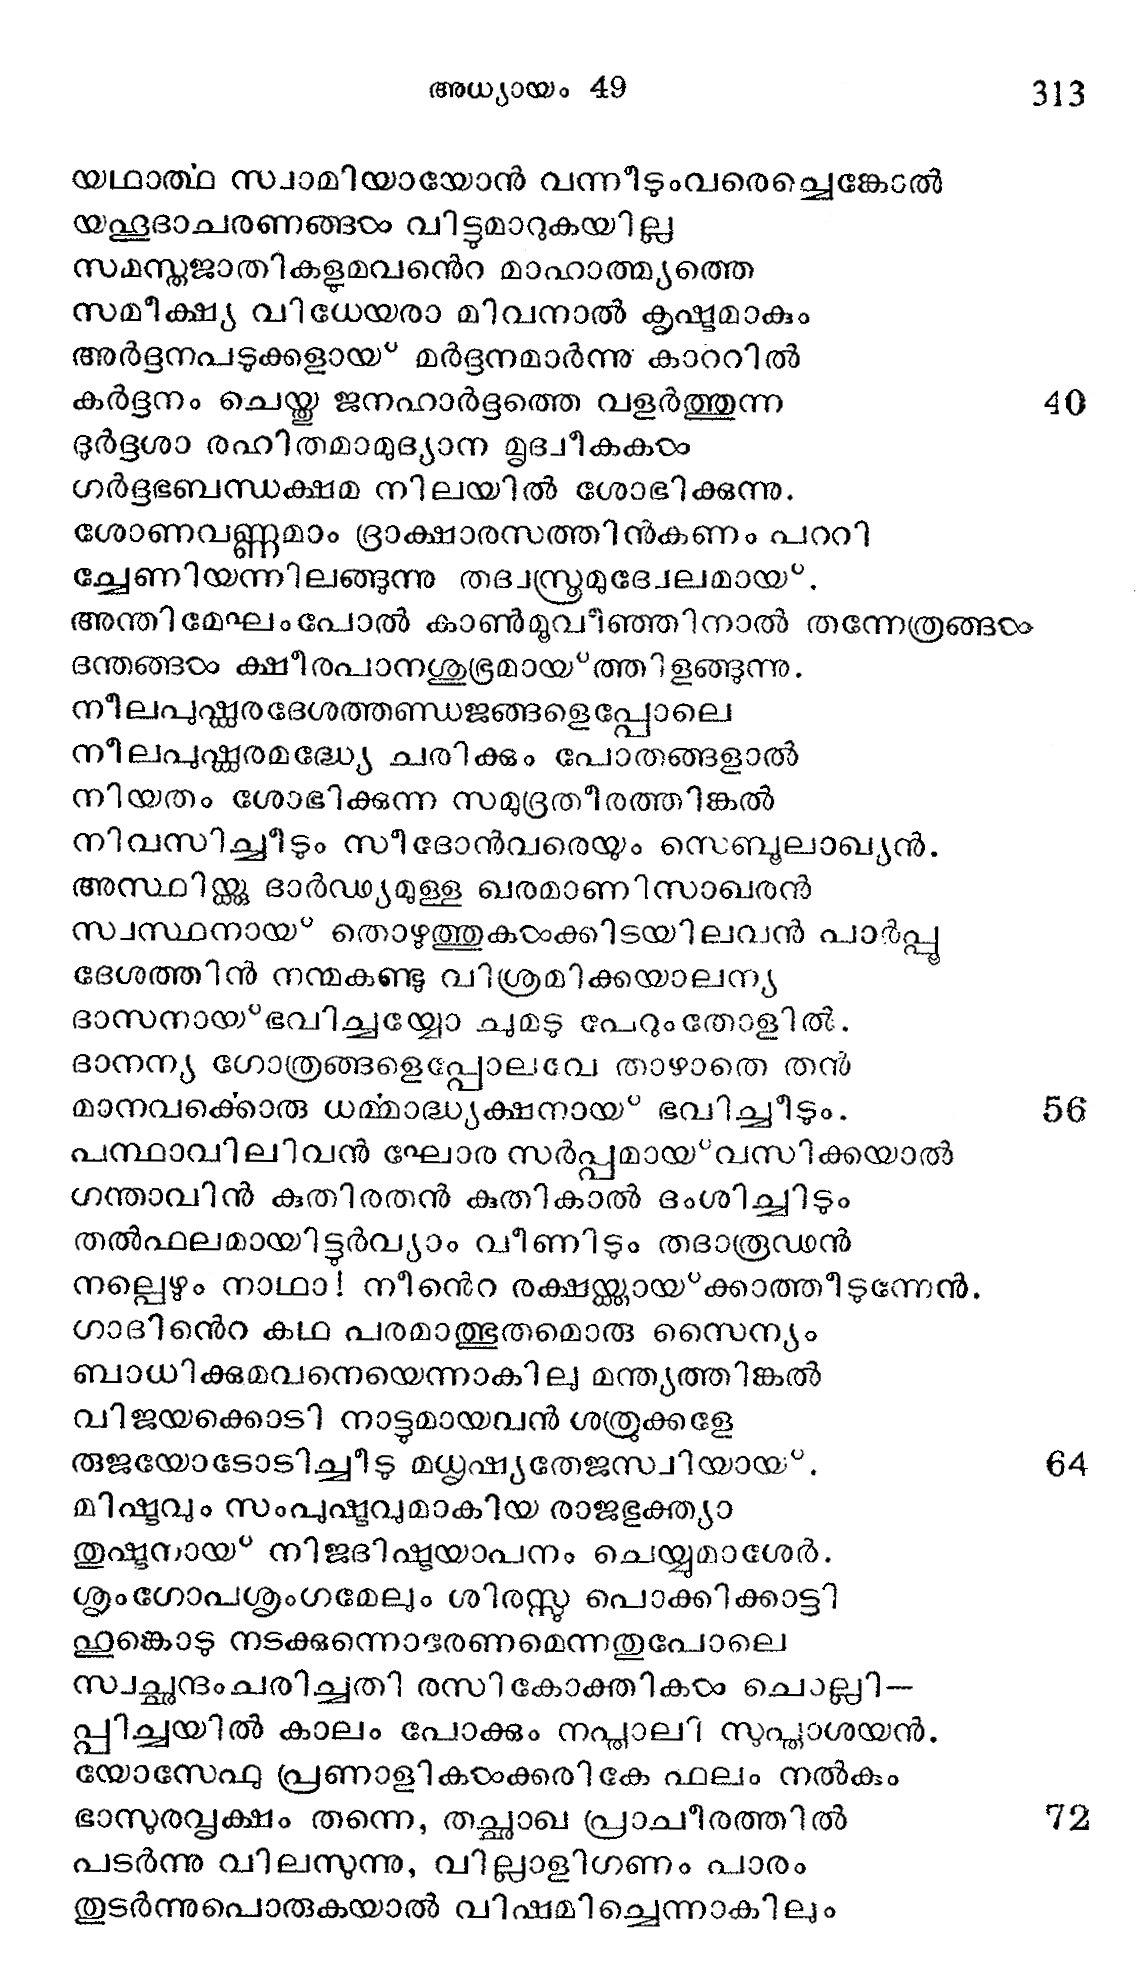 അധ്യായം 49 313
യഥാൎത്ഥ സ്വാമിയായോൻ വന്നീടുംവരെച്ചെങ്കോൽ
യഹൂദാചരണങ്ങൾ വിട്ടുമാറുകയില്ല
സമസ്തജാതികളുമവൻെറ മാഹാത്മ്യത്തെ
സമീക്ഷ്യ വിധേയരാ മിവനാൽ കൃഷ്ടമാകും
അർദ്ദനപടുക്കളായ് മർദ്ദനമാർന്നു കാററിൽ
കർദ്ദനം ചെയ്തു ജനഹാർദ്ദത്തെ വളർത്തുന്ന 40
ദുർദ്ദശാ രഹിതമാമുദ്യാന മൃദ്വീകകൾ
ഗർദ്ദഭബന്ധക്ഷമ നിലയിൽ ശോഭിക്കുന്നു.
ശോണവർണ്ണമാം ദ്രാക്ഷാരസത്തിൻകണം പററി
ച്ചേണിയന്നിലങ്ങുന്നു തദ്വസ്ത്രമുദ്വേലമായ്.
അന്തിമേഘംപോൽ കാൺമൂവീഞ്ഞിനാൽ തന്നേത്രങ്ങൾ
ദന്തങ്ങൾ ക്ഷീരപാനശുഭ്രമായ്ത്തിളങ്ങുന്നു.
നീലപുഷ്കരദേശത്തണ്ഡജങ്ങളെപ്പോലെ
നീലപുഷ്കരമദ്ധ്യേ ചരിക്കും പോതങ്ങളാൽ
നിയതം ശോഭിക്കുന്ന സമുദ്രതീരത്തിങ്കൽ
നിവസിച്ചീടും സീദോൻവരെയും സെബൂലാഖ്യൻ.
അസ്ഥിയ്ക്കു ദാർഢ്യമുള്ള ഖരമാണിസാഖരൻ
സ്വസ്ഥനായ് തൊഴുത്തുകൾക്കിടയിലവൻ പാർപ്പൂ
ദേശത്തിൻ നന്മകണ്ടു വിശ്രമിക്കയാലന്യ
ദാസനായ്ഭവിച്ചയ്യോ ചുമടു പേറുംതോളിൽ.
ദാനന്യ ഗോത്രങ്ങളെപ്പോലവേ താഴാതെ തൻ
മാനവൎക്കൊരു ധൎമ്മാദ്ധ്യക്ഷനായ് ഭവിച്ചീടും. 56
പന്ഥാവിലിവൻ ഘോര സർപ്പമായ്വസിക്കയാൽ
ഗന്താവിൻ കുതിരതൻ കുതികാൽ ദംശിച്ചിടും
തൽഫലമായിട്ടുർവ്യാം വീണിടും തദാരൂഢൻ
നല്ലെഴും നാഥാ! നീൻെറ രക്ഷയ്ക്കായ്ക്കാത്തീടുന്നേൻ.
ഗാദിൻെറ കഥ പരമാത്ഭുതമൊരു സൈന്യം
ബാധിക്കുമവനെയെന്നാകിലു മന്ത്യത്തിങ്കൽ
വിജയക്കൊടി നാട്ടുമായവൻ ശത്രുക്കളേ
രുജയോടോടിച്ചീടു മധൃഷ്യതേജസ്വിയായ്. 64
മിഷ്ടവും സംപുഷ്ടവുമാകിയ രാജഭുക്ത്യാ
തുഷ്ടനായ് നിജദിഷ്ടയാപനം ചെയ്യുമാശേർ.
ശൃംഗോപശൃംഗമേലും ശിരസ്സു പൊക്കിക്കാട്ടി
ഹുങ്കൊടു നടക്കുന്നൊരേണമെന്നതുപോലെ
സ്വച്ഛന്ദംചരിച്ചതി രസികോക്തികൾ ചൊല്ലി–
പ്പിച്ചയിൽ കാലം പോക്കും നഫ്താലി സുപ്താശയൻ.
യോസേഫു പ്രണാളികൾക്കരികേ ഫലം നൽകും
ഭാസുരവൃക്ഷം തന്നെ, തച്ഛാഖ പ്രാചീരത്തിൽ 72
പടർന്നു വിലസുന്നു, വില്ലാളിഗണം പാരം
തുടർന്നുപൊരുകയാൽ വിഷമിച്ചെന്നാകിലും